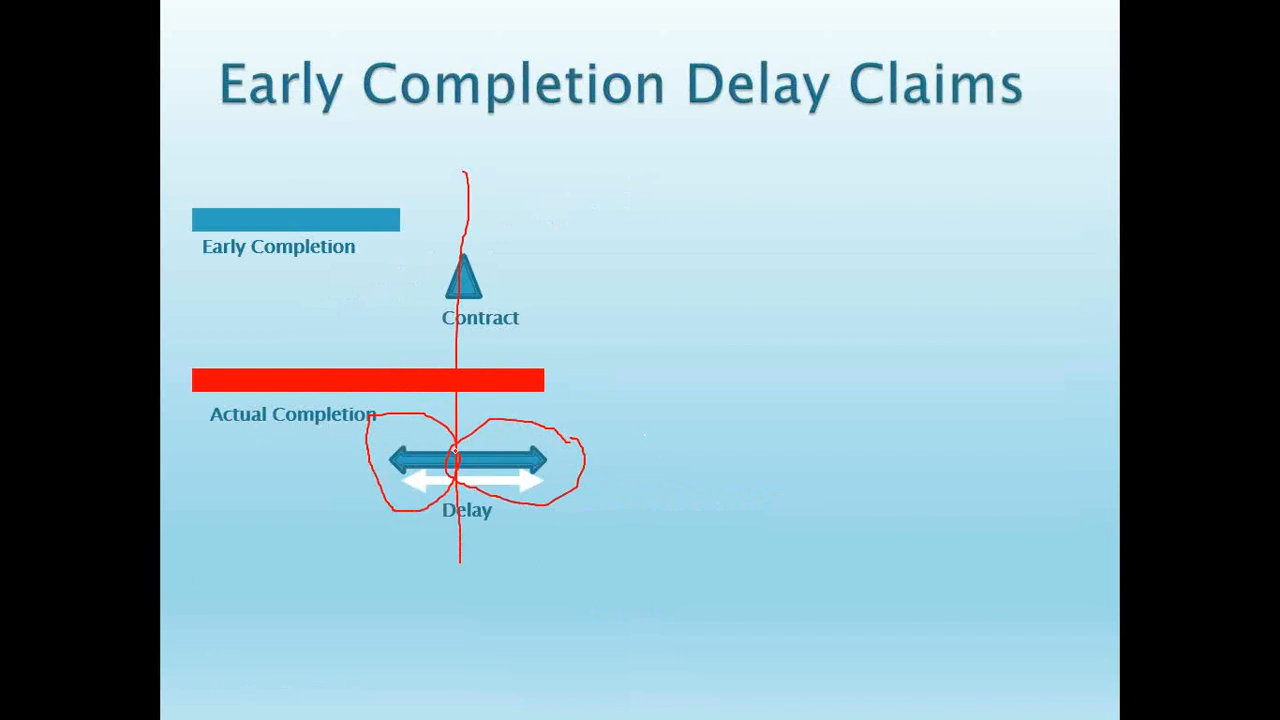 Early Completion Delay Claims
Early Completion
Contract
Actual Completion
Delay